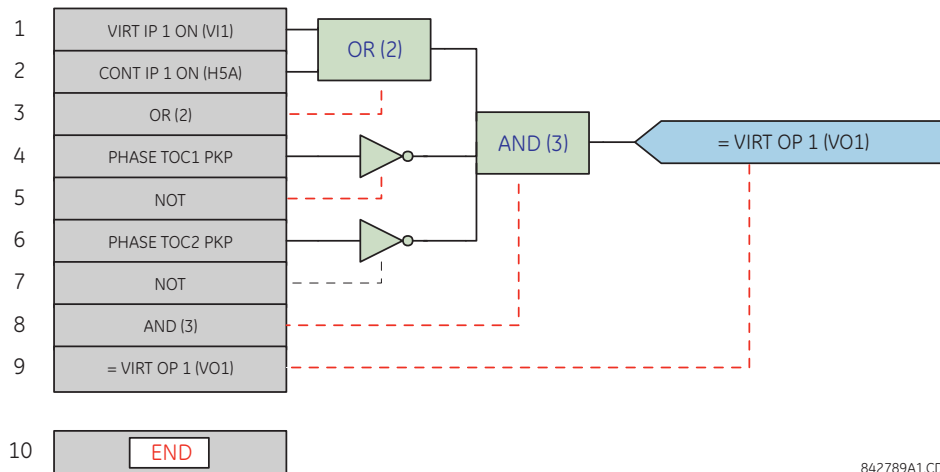 1 VIRT IP 1 ON (VI1)
2 CONT IP 1 ON (H5A)
3 OR (2)
4 PHASE TOC1 PKP
5 NOT
6 PHASE TOC2 PKP
7 NOT
8 AND (3)
9 = VIRT OP 1 (VO1)
10 END
OR (2)
AND (3)
= VIRT OP 1 (VO1)